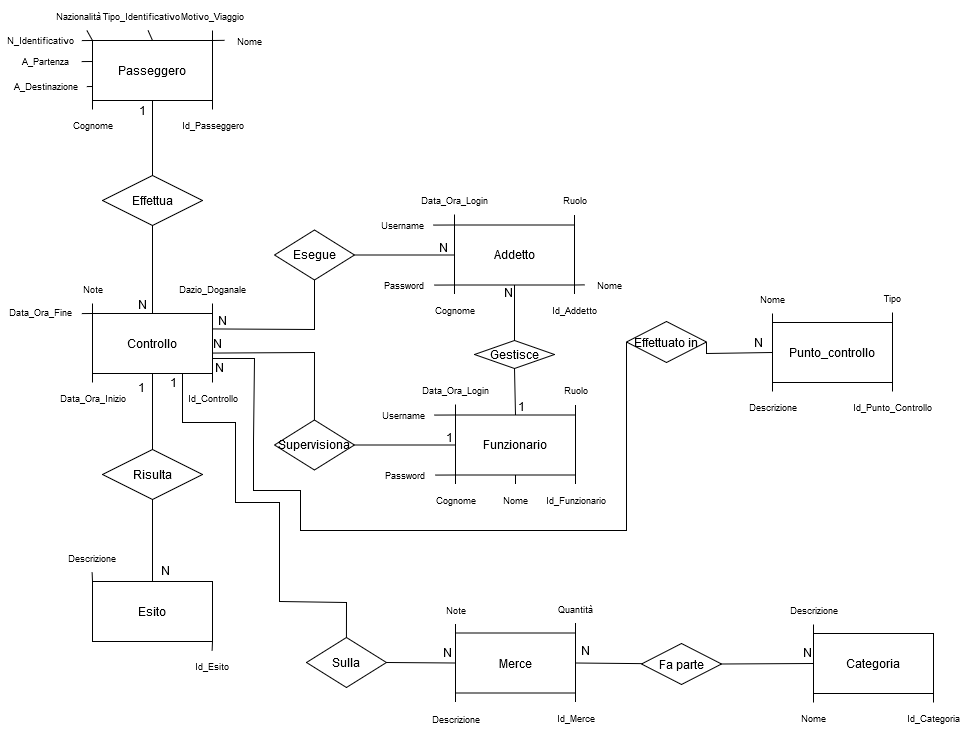 Nazionalità Tipo_Identificativo Motivo_Viaggio
N_Identificativo
Nome
A_Partenza
Passeggero
A_Destinazione
1
Cognome
Id_Passeggero
Effettua
N
Data_Ora_Login
Ruolo
Username
Esegue
N
Addetto
Password
Nome
N
Cognome
Id_Addetto
Note
Dazio_Doganale
Data_Ora_Fine
N
Controllo
N
N
1
1
Data_Ora_Inizio
Id_Controllo
Gestisce
Nome
Tipo
Effettuato in
N
Punto_controllo
Descrizione
Id_Punto_Controllo
Data_Ora_Login
Ruolo
1
Username
Supervisiona
1
Funzionario
Password
Cognome
Nome
Id_Funzionario
Risulta
N
Descrizione
Esito
Id_Esito
Note
Quantità
Descrizione
Sulla
N
Merce
N
Fa parte
N
Categoria
Descrizione
Id_Merce
Nome
Id_Categoria